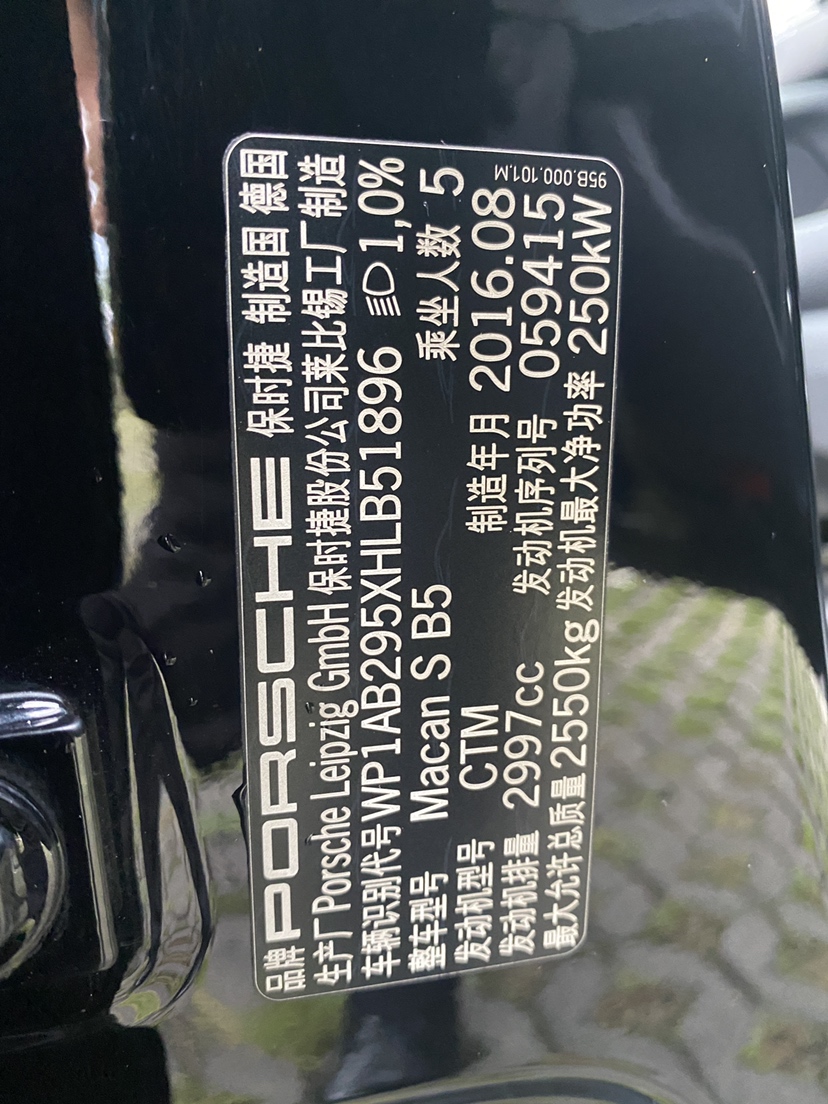 品牌 PORSCHE 保时捷 制造国 德国
生产厂 Porsche Leipzig GmbH 保时捷股份公司莱比锡工厂制造
车辆识别代号 WP1AB295XHLB51896 1,0%
整车型号 Macan S B5 乘坐人数 5
发动机型号 CTM 制造年月 2016.08
发动机排量 2997cc 发动机序列号 059415
最大允许总质量 2550kg 发动机最大净功率 250kW
95B.000.101.M